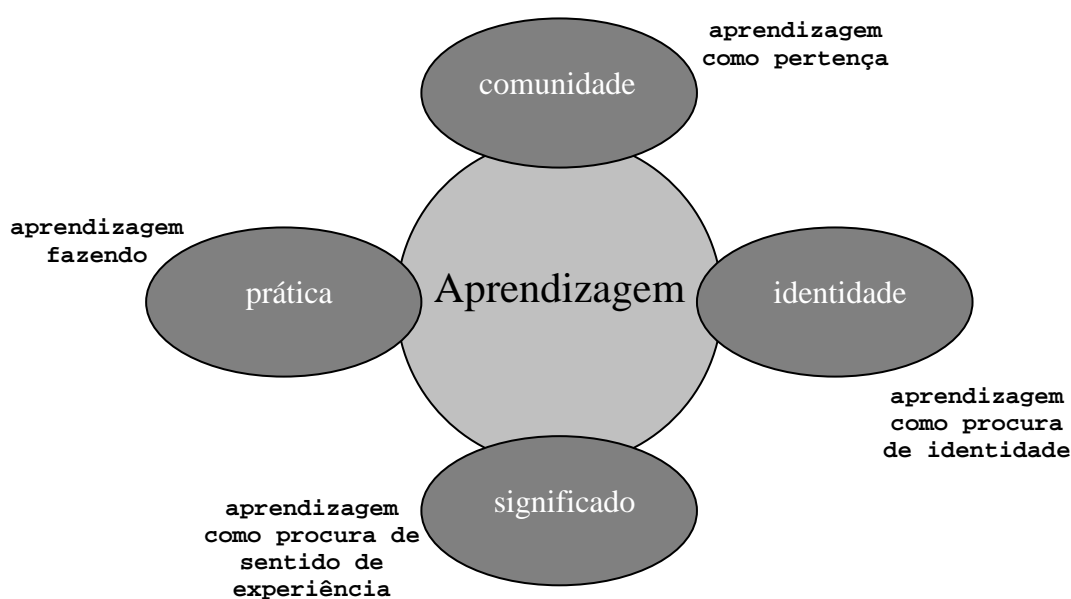 aprendizagem
como pertença
comunidade
aprendizagem
fazendo
prática
Aprendizagem
identidade
aprendizagem
como procura
de identidade
significado
aprendizagem
como procura de
sentido de
experiência